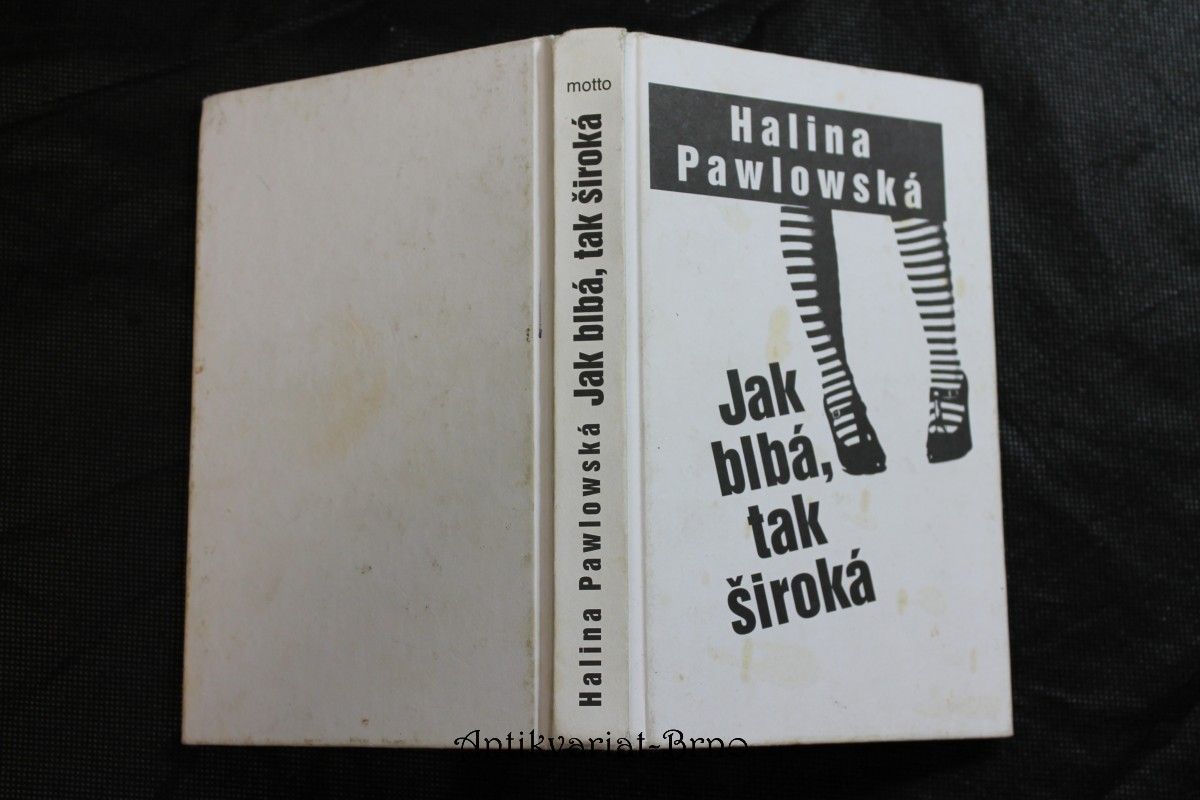 motto
Halina Pawlowská Jak blbá, tak široká
Halina
Pawlowská
Jak
blbá,
tak
široká
Antikvariat-Brno